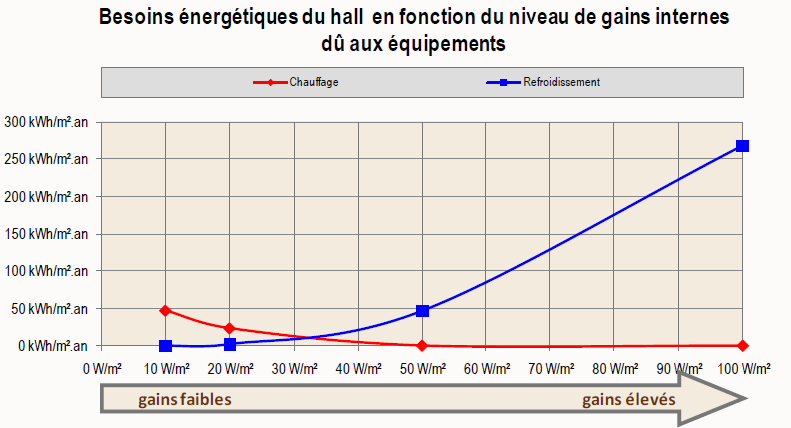 Besoins énergétiques du hall en fonction du niveau de gains internes
dû aux équipements
Chauffage
Refroidissement
300 kWh/m².an
250 kWh/m².an
200 kWh/m².an
150 kWh/m².an
100 kWh/m².an
50 kWh/m².an
0 kWh/m².an
0 W/m² 10 W/m² 20 W/m² 30 W/m² 40 W/m² 50 W/m² 60 W/m² 70 W/m² 80 W/m² 90 W/m² 100 W/m²
gains faibles
gains élevés